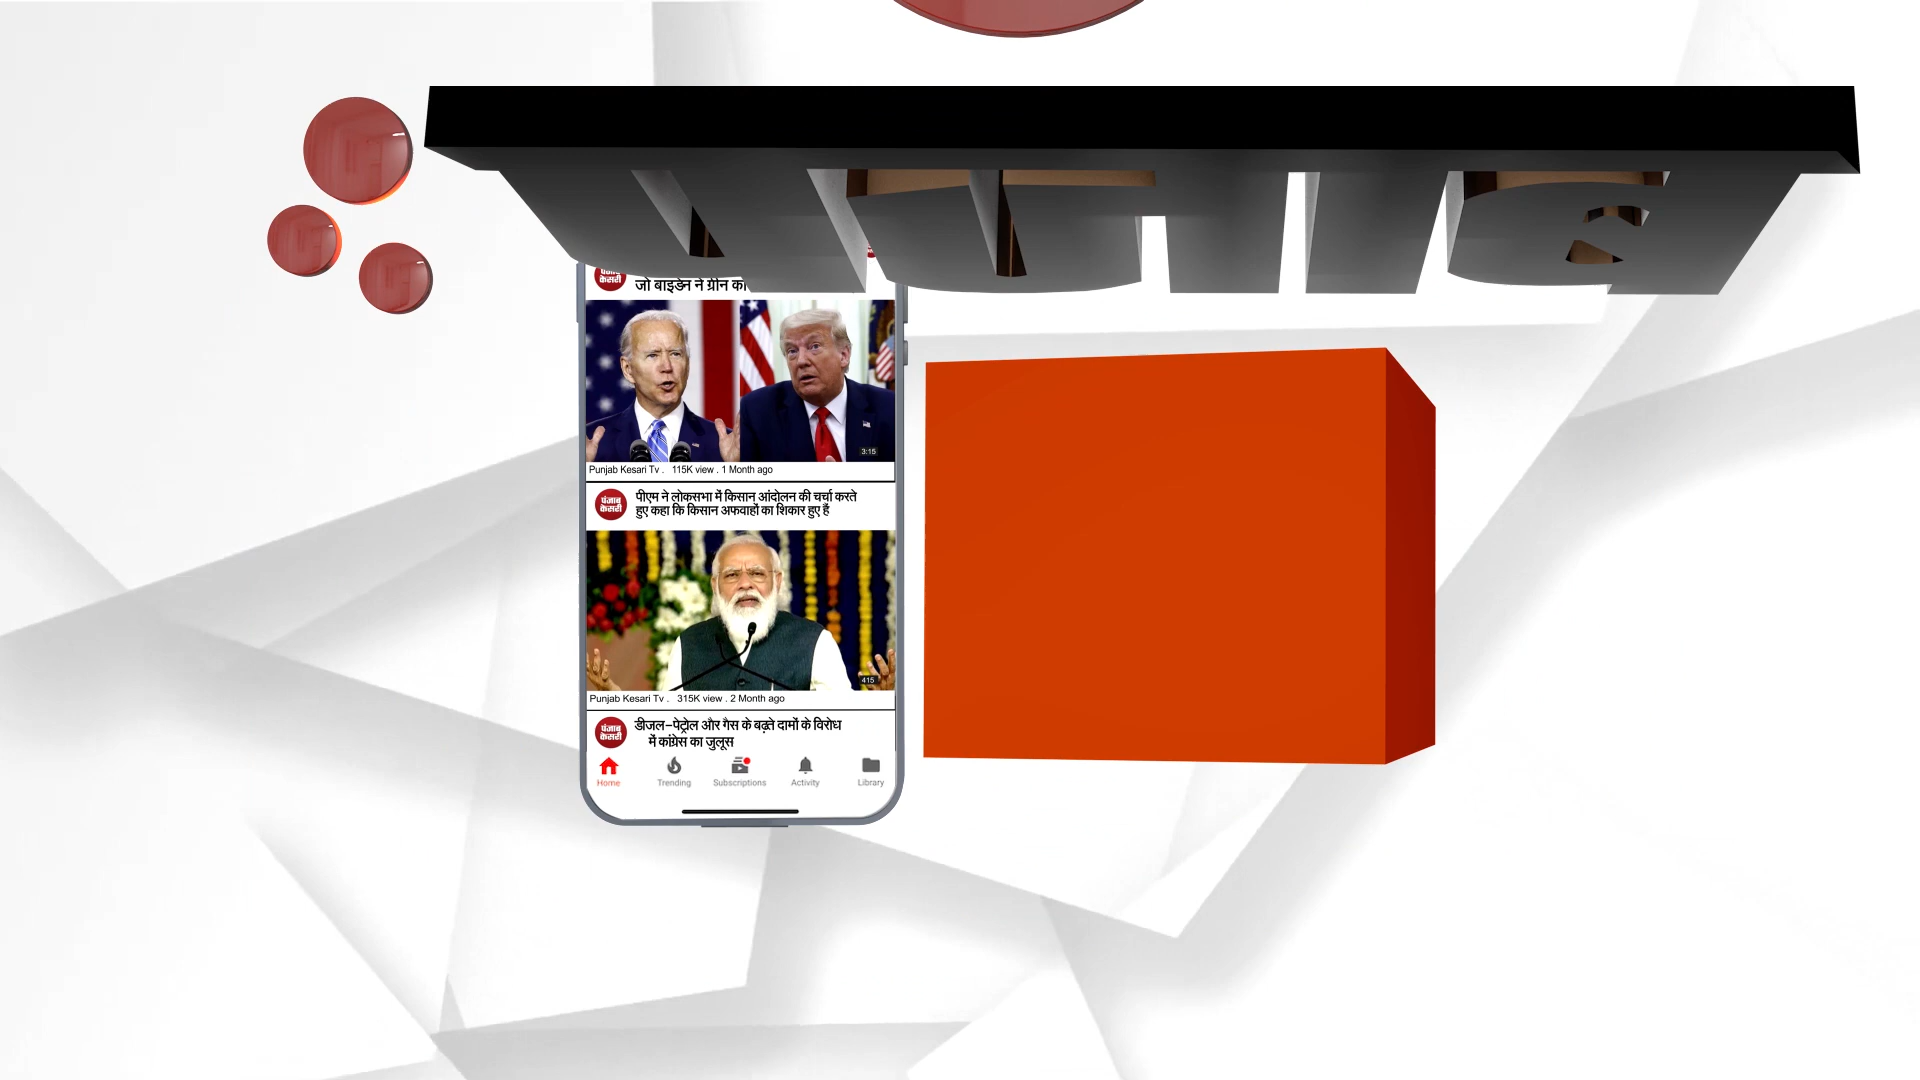 पंजाब
केसरी
जो बाइडेन ने ग्रीन का
3:15
Punjab Kesari Tv . 115K view . 1 Month ago
पंजाब
केसरी
पीएम ने लोकसभा में किसान आंदोलन की चर्चा करते
हुए कहा कि किसान अफवाहों का शिकार हुए हैं
415
Punjab Kesari Tv . 315K view . 2 Month ago
पंजाब
केसरी
डीजल-पेट्रोल और गैस के बढ़ते दामों के विरोध
में कांग्रेस का जुलूस
Home
Trending
Subscriptions
Activity
Library